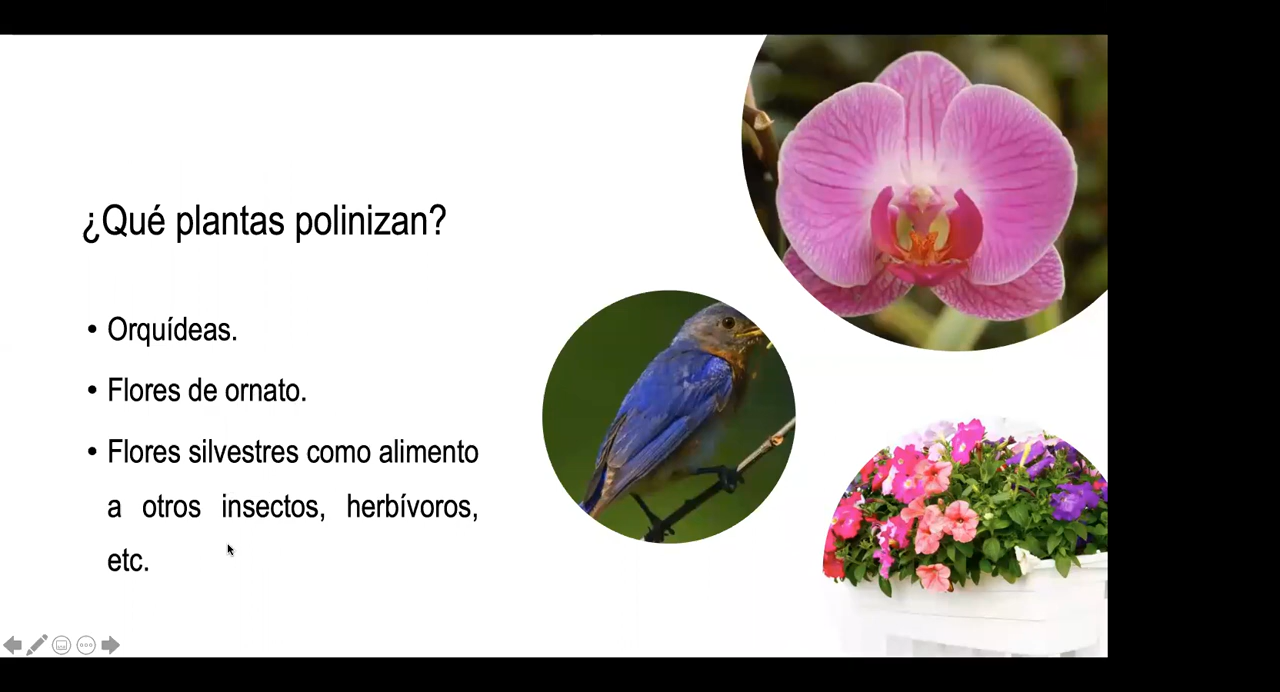 ¿Qué plantas polinizan?
• Orquídeas.
• Flores de ornato.
• Flores silvestres como alimento
a otros insectos, herbívoros,
etc.